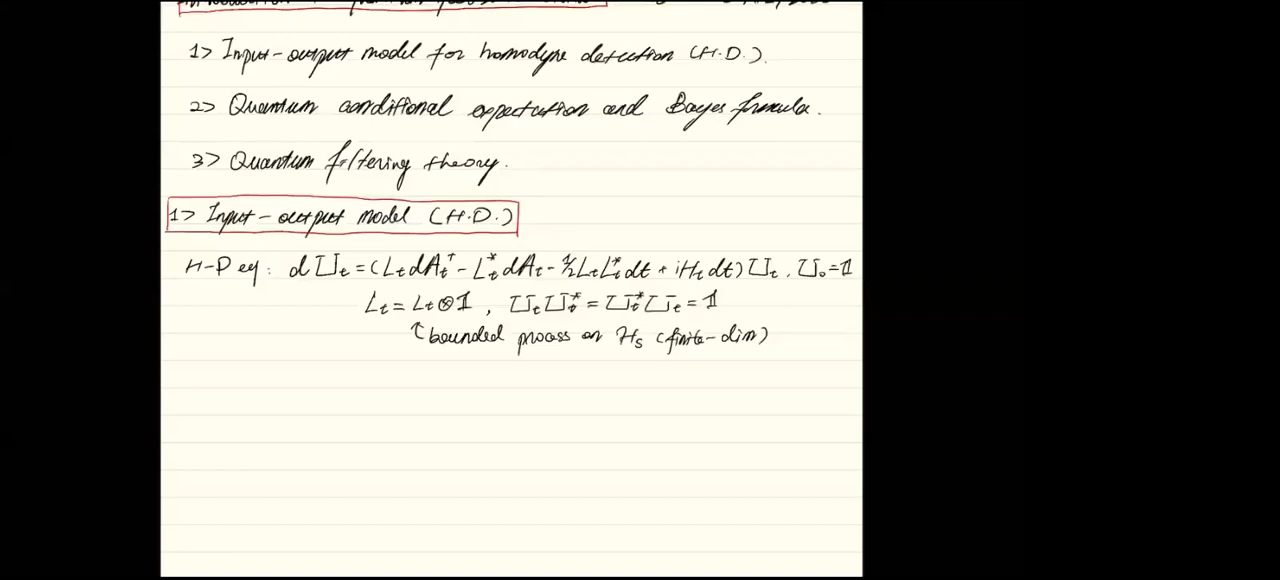 1> Input-output model for homodyne detection (H.D.).
2> Quantum conditional expectation and Bayes formula.
3> Quantum filtering theory.
1> Input-output model (H.D.)
H-P eq: dU_t = (L_t dA_t^† - L_t^* dA_t - 1/2 L_t L_t^* dt + iH_t dt) U_t, U_0 = 𝟙
L_t = L_t ⊗ 𝟙, U_t U_t^* = U_t^* U_t = 𝟙
↑ bounded process on H_S (finite-dim)